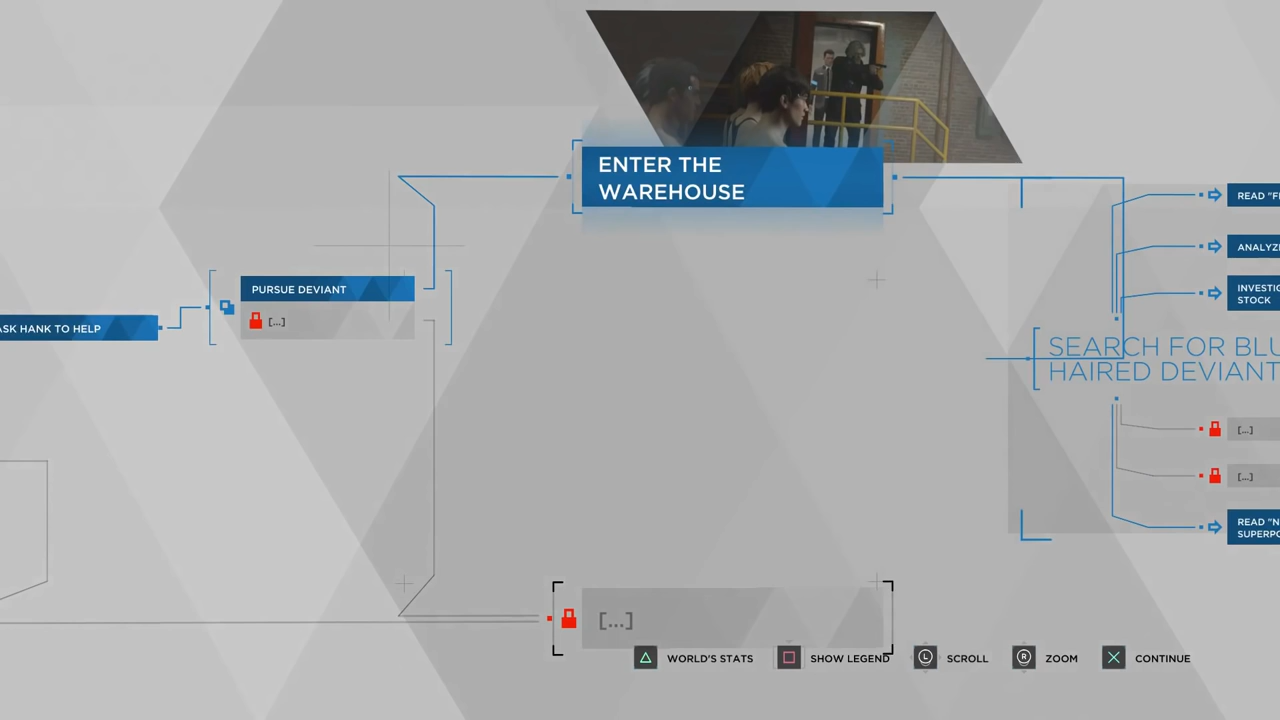 ENTER THE
WAREHOUSE
READ "F
ANALYZ
INVESTIG
STOCK
PURSUE DEVIANT
[...]
ASK HANK TO HELP
SEARCH FOR BLU
HAIRED DEVIANT
[...]
[...]
READ "N
SUPERPO
[...]
WORLD'S STATS
SHOW LEGEND
L
SCROLL
R
ZOOM
CONTINUE